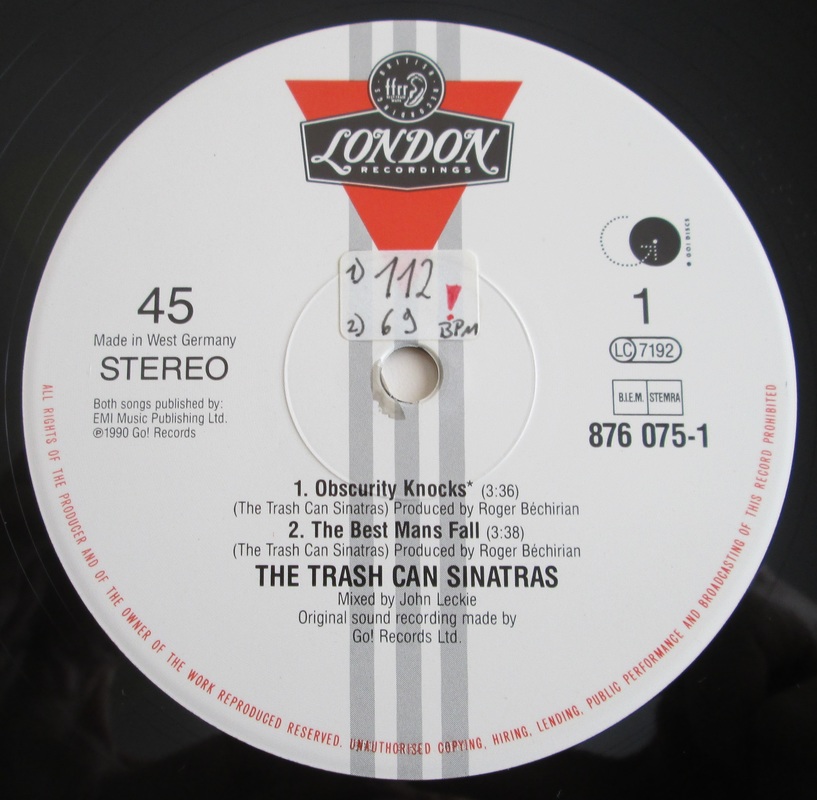 BRITISH RECORDINGS
ffrr
LONDON
RECORDINGS
GO! DISCS
1) 112 !
2) 69 BPM
45
Made in West Germany
STEREO
Both songs published by:
EMI Music Publishing Ltd.
℗1990 Go! Records
1
LC 7192
B.I.E.M. STEMRA
876 075-1
1. Obscurity Knocks* (3:36)
(The Trash Can Sinatras) Produced by Roger Béchirian
2. The Best Mans Fall (3:38)
(The Trash Can Sinatras) Produced by Roger Béchirian
THE TRASH CAN SINATRAS
Mixed by John Leckie
Original sound recording made by
Go! Records Ltd.
ALL RIGHTS OF THE PRODUCER AND OF THE OWNER OF THE WORK REPRODUCED RESERVED. UNAUTHORISED COPYING, HIRING, LENDING, PUBLIC PERFORMANCE AND BROADCASTING OF THIS RECORD PROHIBITED